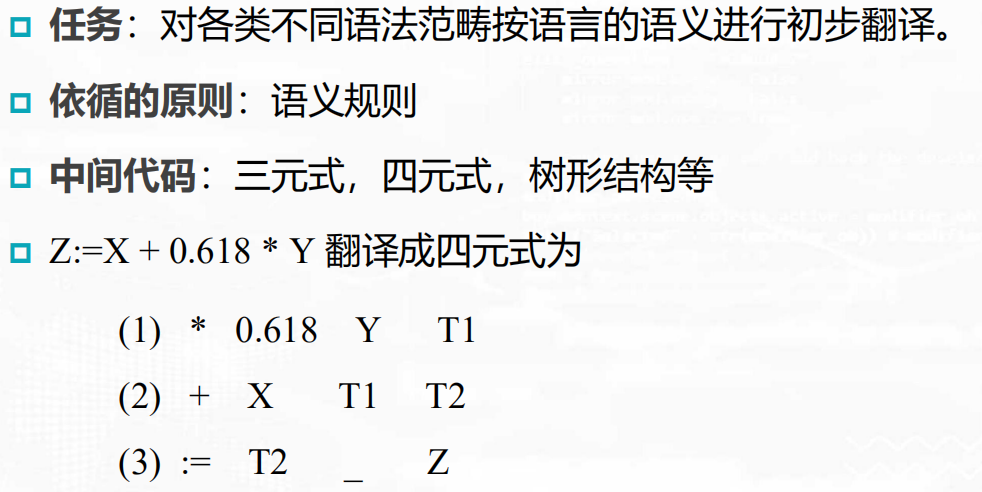 任务：对各类不同语法范畴按语言的语义进行初步翻译。
依循的原则：语义规则
中间代码：三元式，四元式，树形结构等
Z:=X + 0.618 * Y 翻译成四元式为
(1) * 0.618 Y T1
(2) + X T1 T2
(3) := T2 _ Z